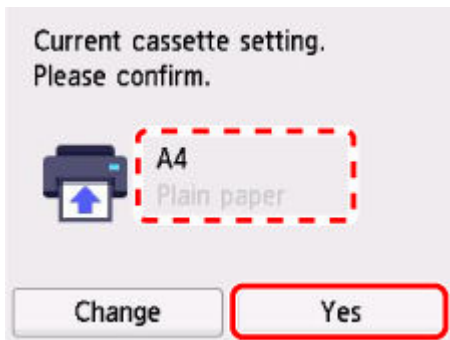 Current cassette setting.
Please confirm.
A4
Plain paper
Change
Yes